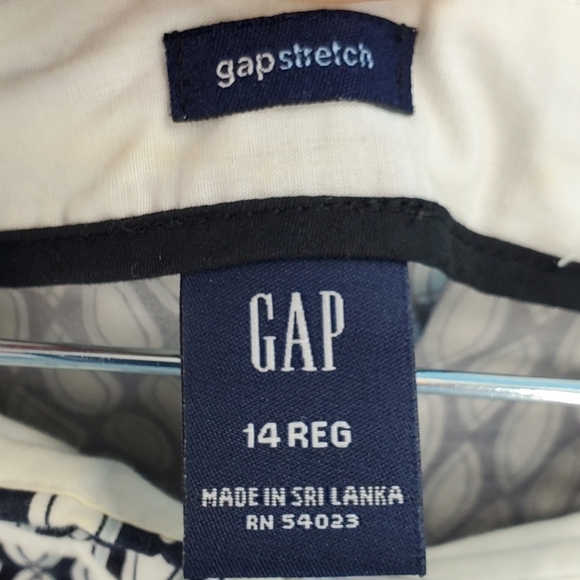 gapstretch
GAP
14 REG
MADE IN SRI LANKA
RN 54023